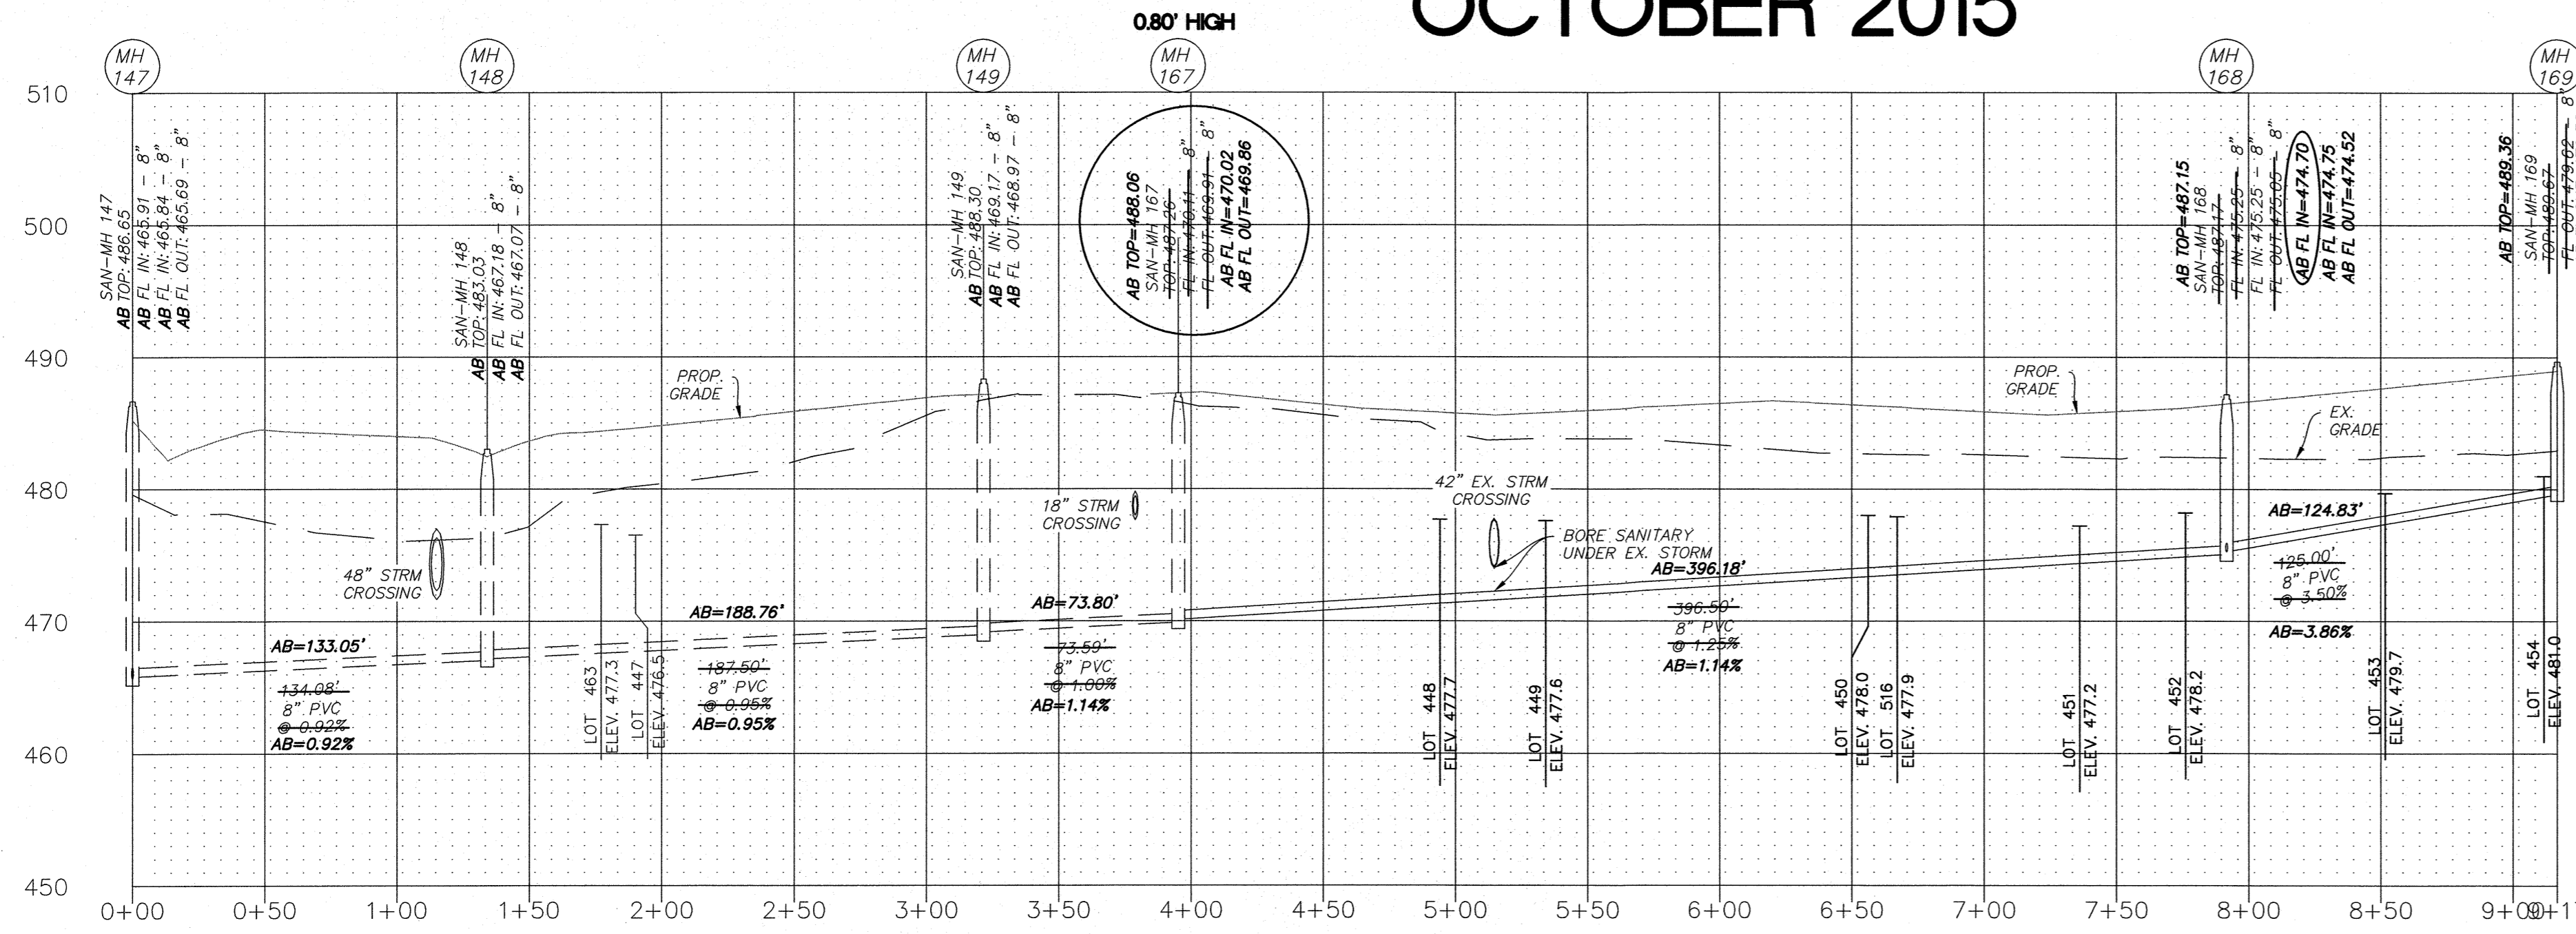 OCTOBER 2015
0.80' HIGH
MH
147
MH
148
MH
149
MH
167
MH
168
MH
169
510
500
490
480
470
460
450
SAN-MH 147
AB TOP: 486.65
AB FL IN: 465.91 - 8"
AB FL IN: 465.84 - 8"
AB FL OUT: 465.69 - 8"
SAN-MH 148
AB TOP: 483.03
AB FL IN: 467.18 - 8"
AB FL OUT: 467.07 - 8"
SAN-MH 149
AB TOP: 488.30
AB FL IN: 469.17 - 8"
AB FL OUT: 468.97 - 8"
AB TOP=488.06
SAN-MH 167
TOP: 487.26
FL IN: 470.11 8"
FL OUT: 469.91 - 8"
AB FL IN=470.02
AB FL OUT=469.86
AB TOP=487.15
SAN-MH 168
TOP: 487.17
FL IN: 475.25 - 8"
FL IN: 475.25 - 8"
FL OUT: 475.05 - 8"
AB FL IN=474.70
AB FL IN=474.75
AB FL OUT=474.52
AB TOP=489.36
SAN-MH 169
TOP: 489.67
FL OUT: 479.62 - 8"
PROP.
GRADE
PROP.
GRADE
EX.
GRADE
48" STRM
CROSSING
18" STRM
CROSSING
42" EX. STRM
CROSSING
BORE SANITARY
UNDER EX. STORM
AB=133.05'
134.08'
8" PVC
@ 0.92%
AB=0.92%
AB=188.76'
187.50'
8" PVC
@ 0.95%
AB=0.95%
AB=73.80'
73.59'
8" PVC
@ 1.00%
AB=1.14%
AB=396.18'
396.50'
8" PVC
@ 1.25%
AB=1.14%
AB=124.83'
125.00'
8" PVC
@ 3.50%
AB=3.86%
LOT 463
ELEV. 477.3
LOT 447
ELEV. 476.5
LOT 448
ELEV. 477.7
LOT 449
ELEV. 477.6
LOT 450
ELEV. 478.0
LOT 516
ELEV. 477.9
LOT 451
ELEV. 477.2
LOT 452
ELEV. 478.2
LOT 453
ELEV. 479.7
LOT 454
ELEV. 481.0
0+00 0+50 1+00 1+50 2+00 2+50 3+00 3+50 4+00 4+50 5+00 5+50 6+00 6+50 7+00 7+50 8+00 8+50 9+00